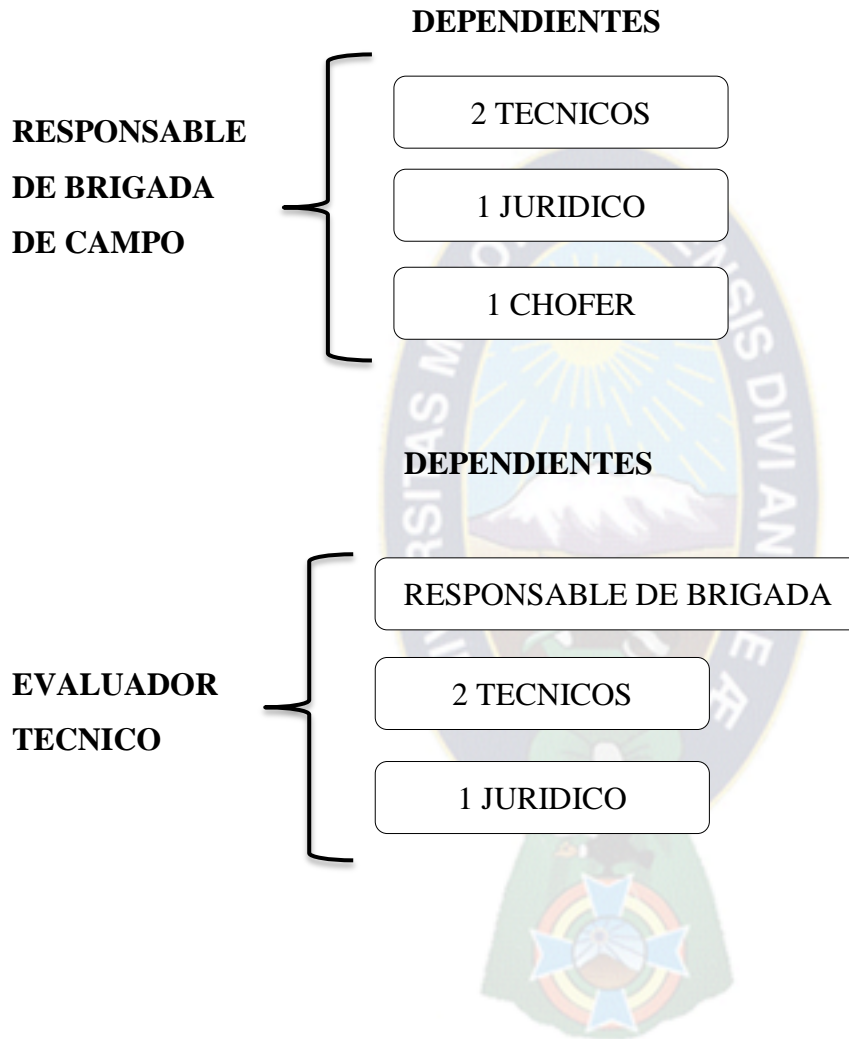 DEPENDIENTES
RESPONSABLE
DE BRIGADA
DE CAMPO
2 TECNICOS
1 JURIDICO
1 CHOFER
DEPENDIENTES
EVALUADOR
TECNICO
RESPONSABLE DE BRIGADA
2 TECNICOS
1 JURIDICO